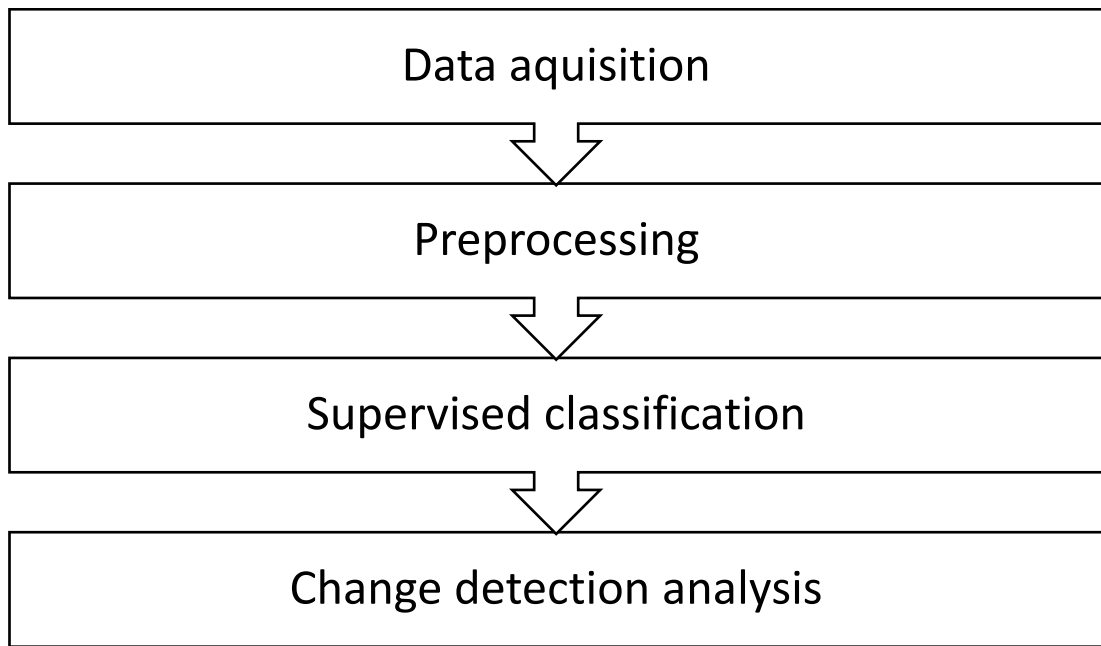 Data aquisition
Preprocessing
Supervised classification
Change detection analysis